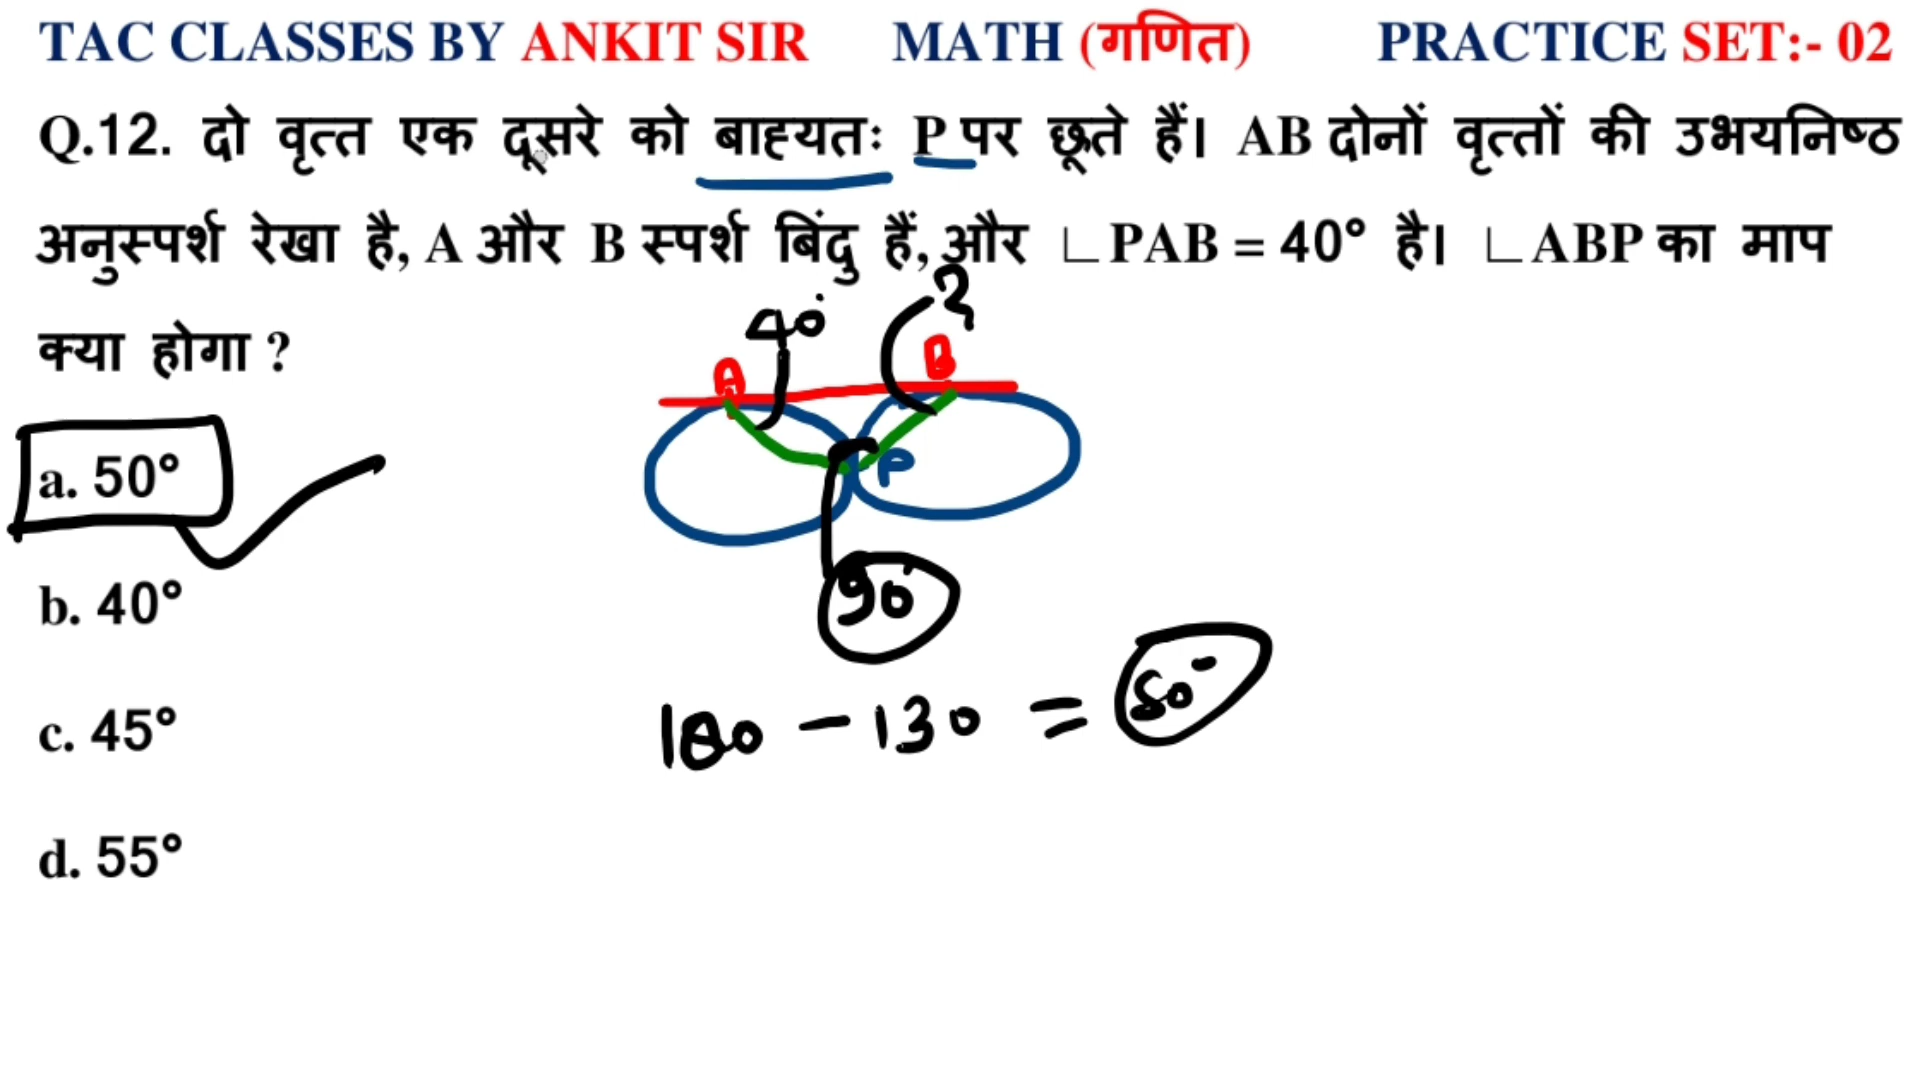 TAC CLASSES BY ANKIT SIR MATH (गणित) PRACTICE SET:- 02
Q.12. दो वृत्त एक दूसरे को बाह्यतः P पर छूते हैं। AB दोनों वृत्तों की उभयनिष्ठ
अनुस्पर्श रेखा है, A और B स्पर्श बिंदु हैं, और ∟PAB = 40° है। ∟ABP का माप
क्या होगा ?
40° ?
A B
a. 50°
P
b. 40°
90°
180 - 130 = 50°
c. 45°
d. 55°